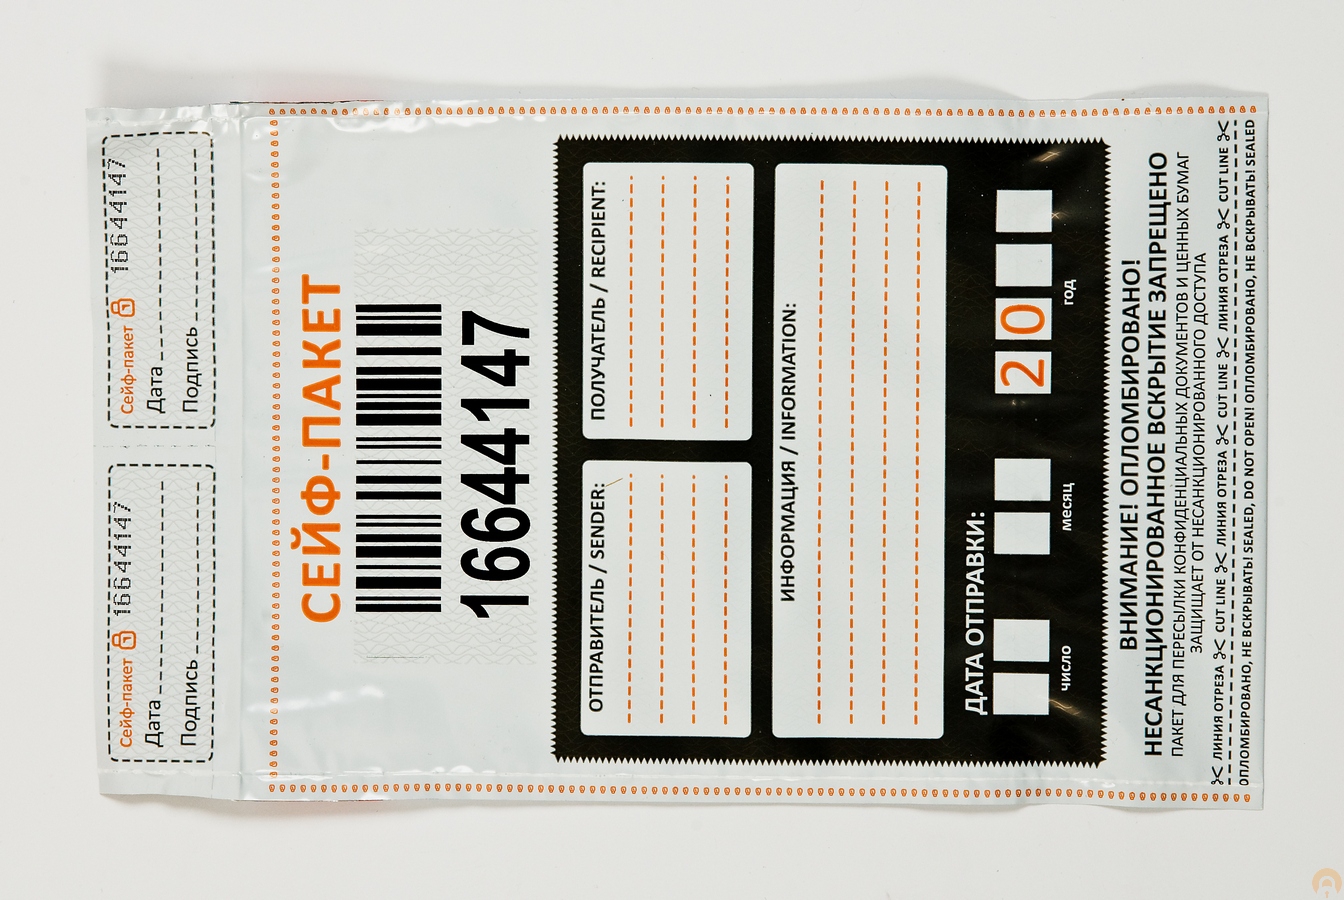 Сейф-пакет 16644147
Дата
Подпись
Сейф-пакет 16644147
Дата
Подпись
СЕЙФ-ПАКЕТ
16644147
ОТПРАВИТЕЛЬ / SENDER:
ПОЛУЧАТЕЛЬ / RECIPIENT:
ИНФОРМАЦИЯ / INFORMATION:
ДАТА ОТПРАВКИ:
20
число месяц год
ВНИМАНИЕ! ОПЛОМБИРОВАНО!
НЕСАНКЦИОНИРОВАННОЕ ВСКРЫТИЕ ЗАПРЕЩЕНО
ПАКЕТ ДЛЯ ПЕРЕСЫЛКИ КОНФИДЕНЦИАЛЬНЫХ ДОКУМЕНТОВ И ЦЕННЫХ БУМАГ
ЗАЩИЩАЕТ ОТ НЕСАНКЦИОНИРОВАННОГО ДОСТУПА
ЛИНИЯ ОТРЕЗА CUT LINE ЛИНИЯ ОТРЕЗА CUT LINE ЛИНИЯ ОТРЕЗА CUT LINE
ОПЛОМБИРОВАНО, НЕ ВСКРЫВАТЬ! SEALED, DO NOT OPEN! ОПЛОМБИРОВАНО, НЕ ВСКРЫВАТЬ! SEALED